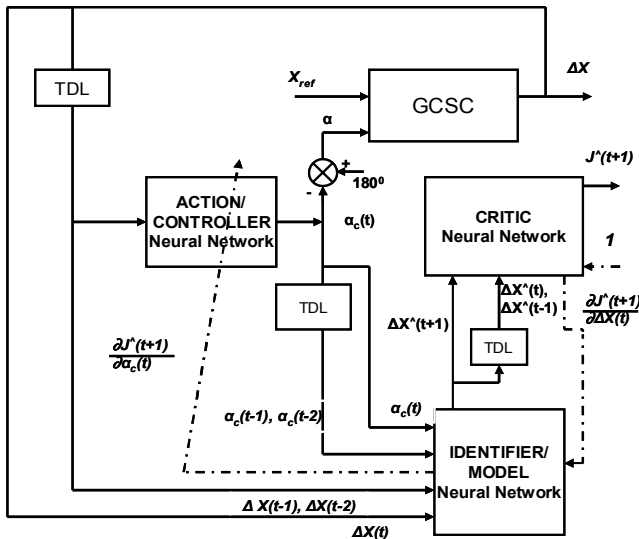 TDL
X_ref
GCSC
ΔX
α
+
180⁰
-
ACTION/
CONTROLLER
Neural Network
α_c(t)
J^(t+1)
CRITIC
Neural Network
1
TDL
ΔX^(t+1)
ΔX^(t),
ΔX^(t-1)
TDL
∂J^(t+1)
∂ΔX(t)
∂J^(t+1)
∂α_c(t)
α_c(t-1), α_c(t-2)
α_c(t)
IDENTIFIER/
MODEL
Neural Network
Δ X(t-1), ΔX(t-2)
ΔX(t)